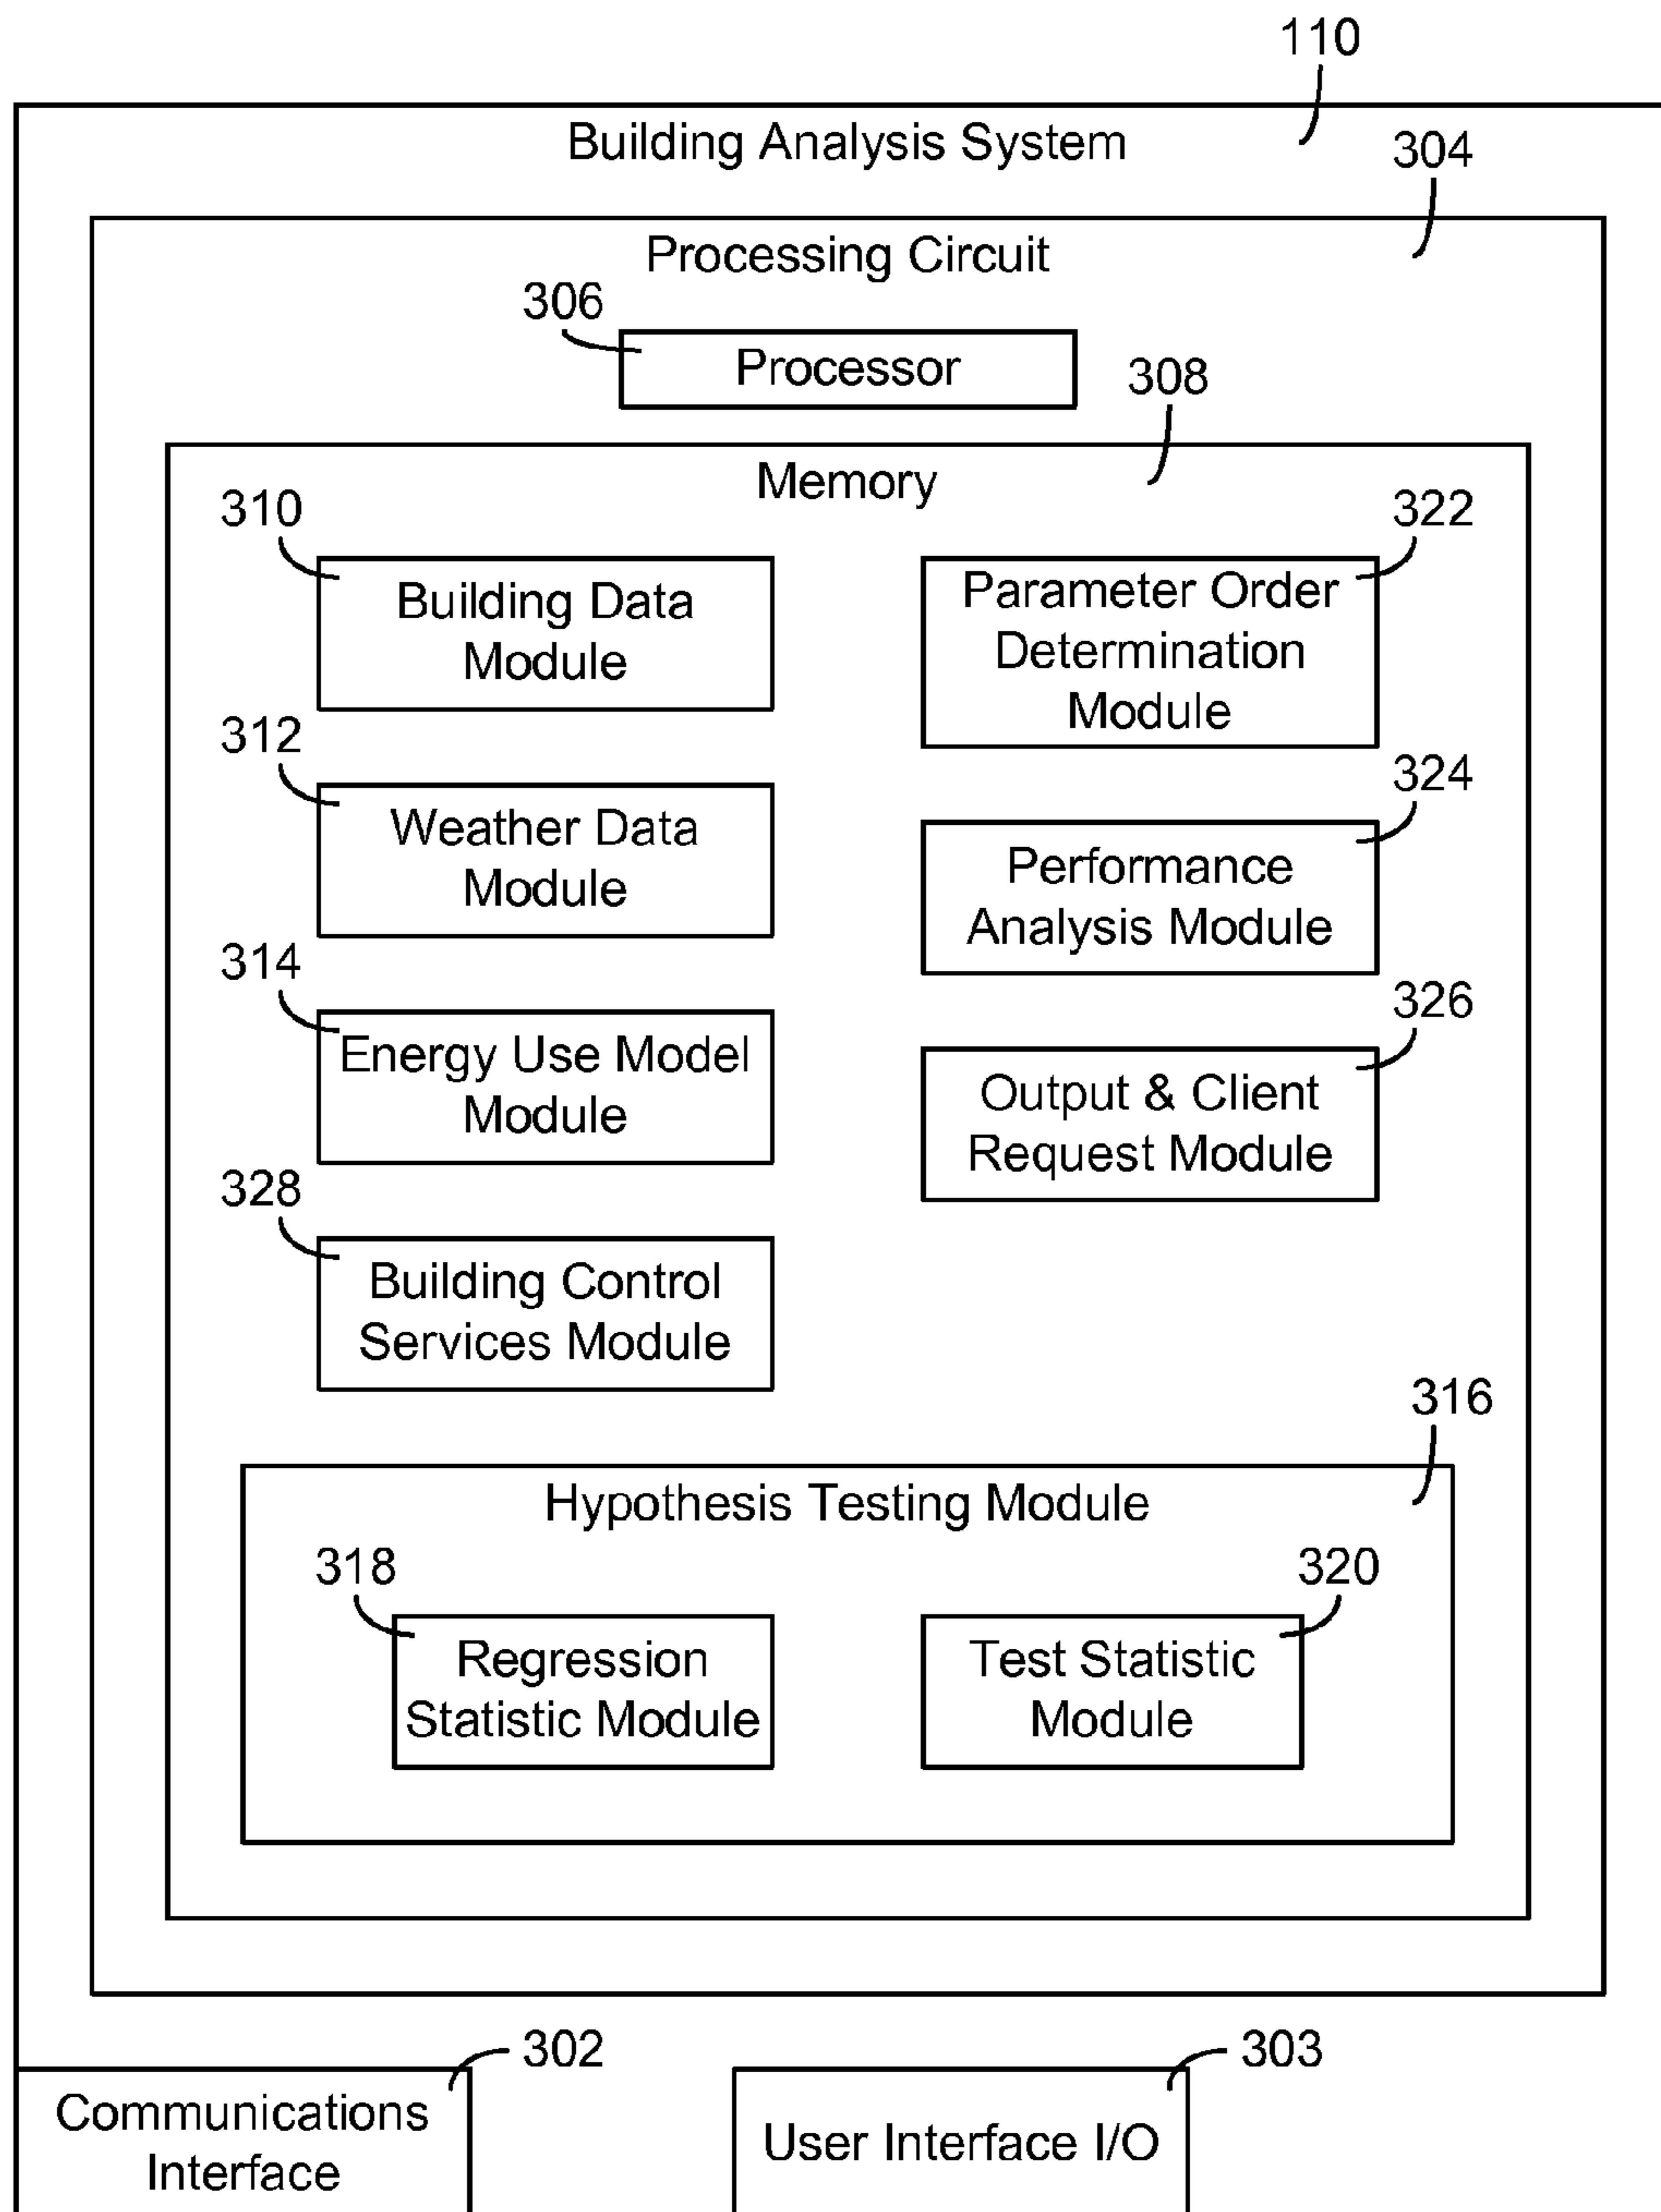 110
Building Analysis System
304
Processing Circuit
306
Processor
308
Memory
310
Building Data
Module
322
Parameter Order
Determination
Module
312
Weather Data
Module
324
Performance
Analysis Module
314
Energy Use Model
Module
326
Output & Client
Request Module
328
Building Control
Services Module
316
Hypothesis Testing Module
318
Regression
Statistic Module
320
Test Statistic
Module
302
Communications
Interface
303
User Interface I/O